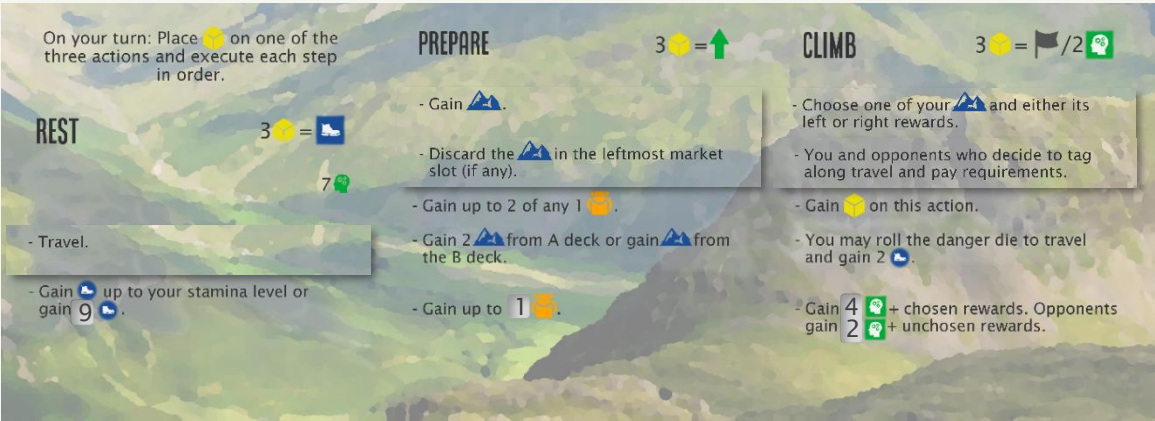 On your turn: Place on one of the
three actions and execute each step
in order.
REST 3 =
7
- Travel.
- Gain up to your stamina level or
gain 9 .
PREPARE 3 =
- Gain .
- Discard the in the leftmost market
slot (if any).
- Gain up to 2 of any 1 .
- Gain 2 from A deck or gain from
the B deck.
- Gain up to 1 .
CLIMB 3 = /2
- Choose one of your and either its
left or right rewards.
- You and opponents who decide to tag
along travel and pay requirements.
- Gain on this action.
- You may roll the danger die to travel
and gain 2 .
- Gain 4 + chosen rewards. Opponents
gain 2 + unchosen rewards.